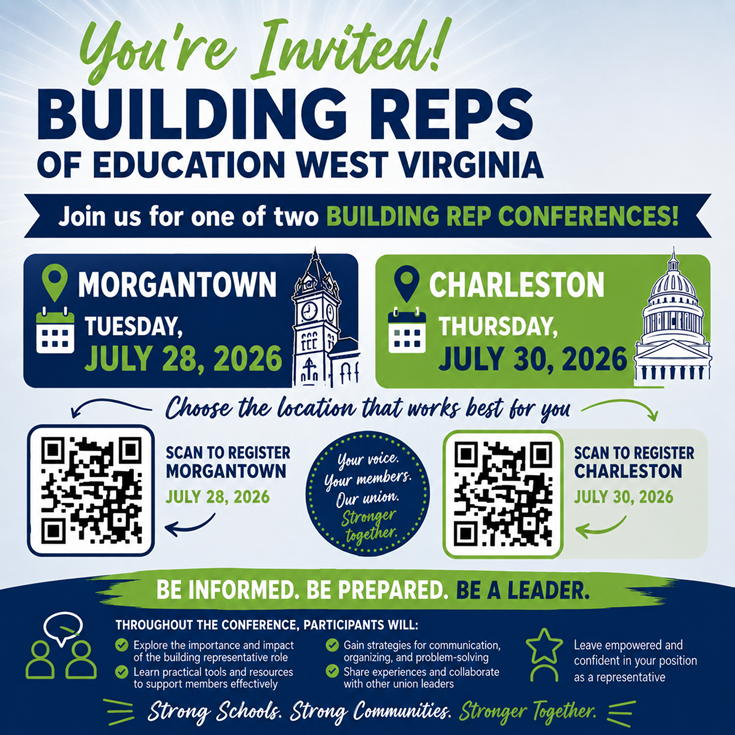 You're Invited!
BUILDING REPS
OF EDUCATION WEST VIRGINIA
Join us for one of two BUILDING REP CONFERENCES!
MORGANTOWN
TUESDAY,
JULY 28, 2026
CHARLESTON
THURSDAY,
JULY 30, 2026
Choose the location that works best for you
SCAN TO REGISTER
MORGANTOWN
JULY 28, 2026
Your voice.
Your members.
Our union.
Stronger
together.
SCAN TO REGISTER
CHARLESTON
JULY 30, 2026
BE INFORMED. BE PREPARED. BE A LEADER.
THROUGHOUT THE CONFERENCE, PARTICIPANTS WILL:
Explore the importance and impact
of the building representative role
Learn practical tools and resources
to support members effectively
Gain strategies for communication,
organizing, and problem-solving
Share experiences and collaborate
with other union leaders
Leave empowered and
confident in your position
as a representative
Strong Schools. Strong Communities. Stronger Together.